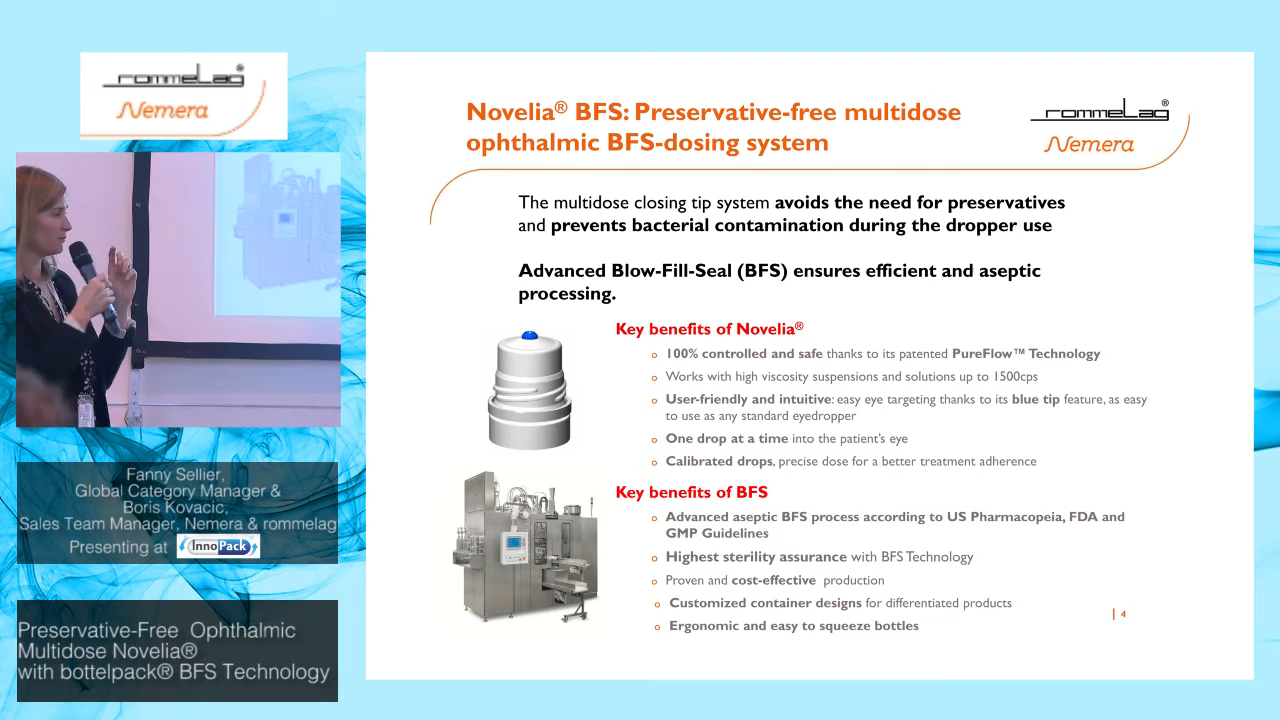 rommelag®
Nemera
Fanny Sellier,
Global Category Manager &
Boris Kovacic,
Sales Team Manager, Nemera & rommelag
Presenting at InnoPack
Preservative-Free Ophthalmic
Multidose Novelia®
with bottelpack® BFS Technology
Novelia® BFS: Preservative-free multidose
ophthalmic BFS-dosing system
rommelag®
Nemera
The multidose closing tip system avoids the need for preservatives
and prevents bacterial contamination during the dropper use
Advanced Blow-Fill-Seal (BFS) ensures efficient and aseptic
processing.
Key benefits of Novelia®
o 100% controlled and safe thanks to its patented PureFlow™ Technology
o Works with high viscosity suspensions and solutions up to 1500cps
o User-friendly and intuitive: easy eye targeting thanks to its blue tip feature, as easy
to use as any standard eyedropper
o One drop at a time into the patient's eye
o Calibrated drops, precise dose for a better treatment adherence
Key benefits of BFS
o Advanced aseptic BFS process according to US Pharmacopeia, FDA and
GMP Guidelines
o Highest sterility assurance with BFS Technology
o Proven and cost-effective production
o Customized container designs for differentiated products
o Ergonomic and easy to squeeze bottles
| 4